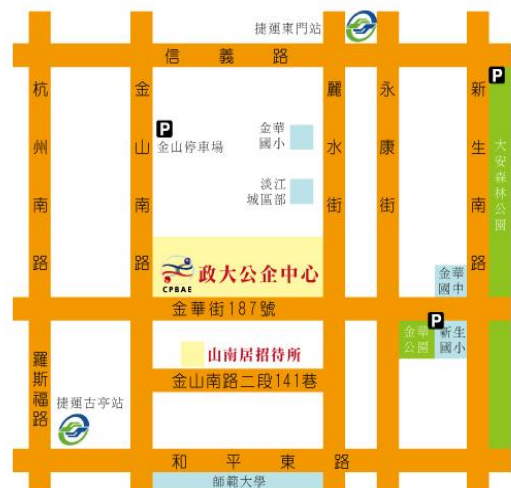 捷運東門站
信義路
杭州南路
金山南路
麗水街
永康街
新生南路
P
P
金山停車場
金華
國小
大安森林公園
淡江
城區部
CPBAE
政大公企中心
金華
國中
金華街187號
P
金華
公園
新生
國小
山南居招待所
羅斯福路
金山南路二段141巷
捷運古亭站
和平東路
師範大學